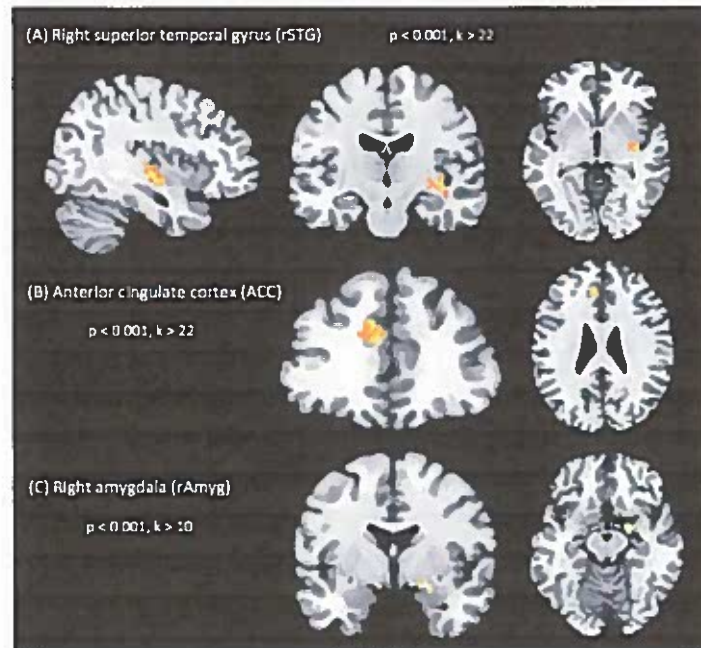 (A) Right superior temporal gyrus (rSTG)
p < 0.001, k > 22
(B) Anterior cingulate cortex (ACC)
p < 0.001, k > 22
(C) Right amygdala (rAmyg)
p < 0.001, k > 10